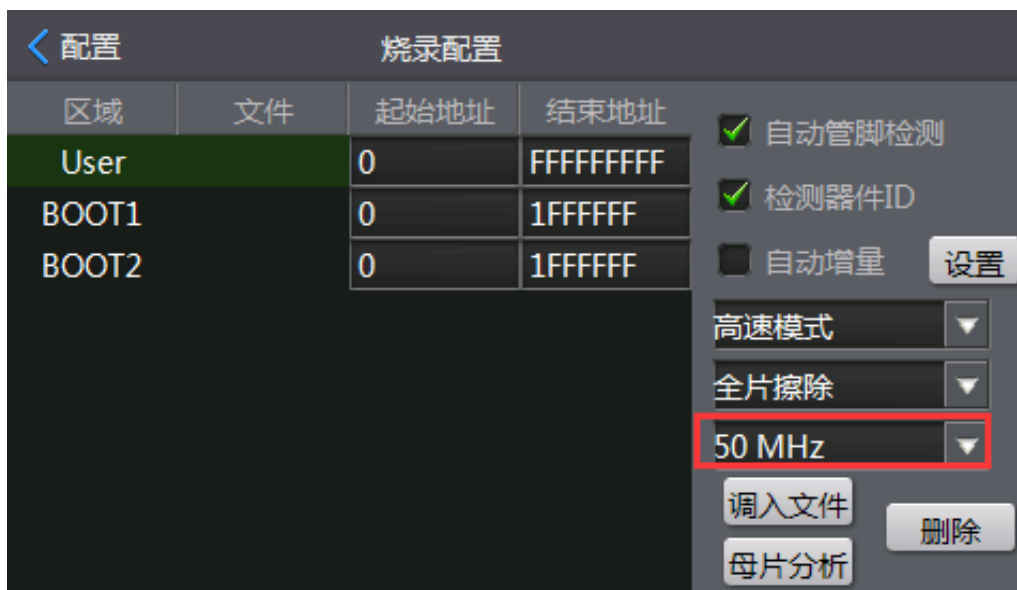 配置 烧录配置
区域 文件 起始地址 结束地址
User 0 FFFFFFFFF
BOOT1 0 1FFFFFF
BOOT2 0 1FFFFFF
自动管脚检测
检测器件ID
自动增量 设置
高速模式
全片擦除
50 MHz
调入文件
删除
母片分析